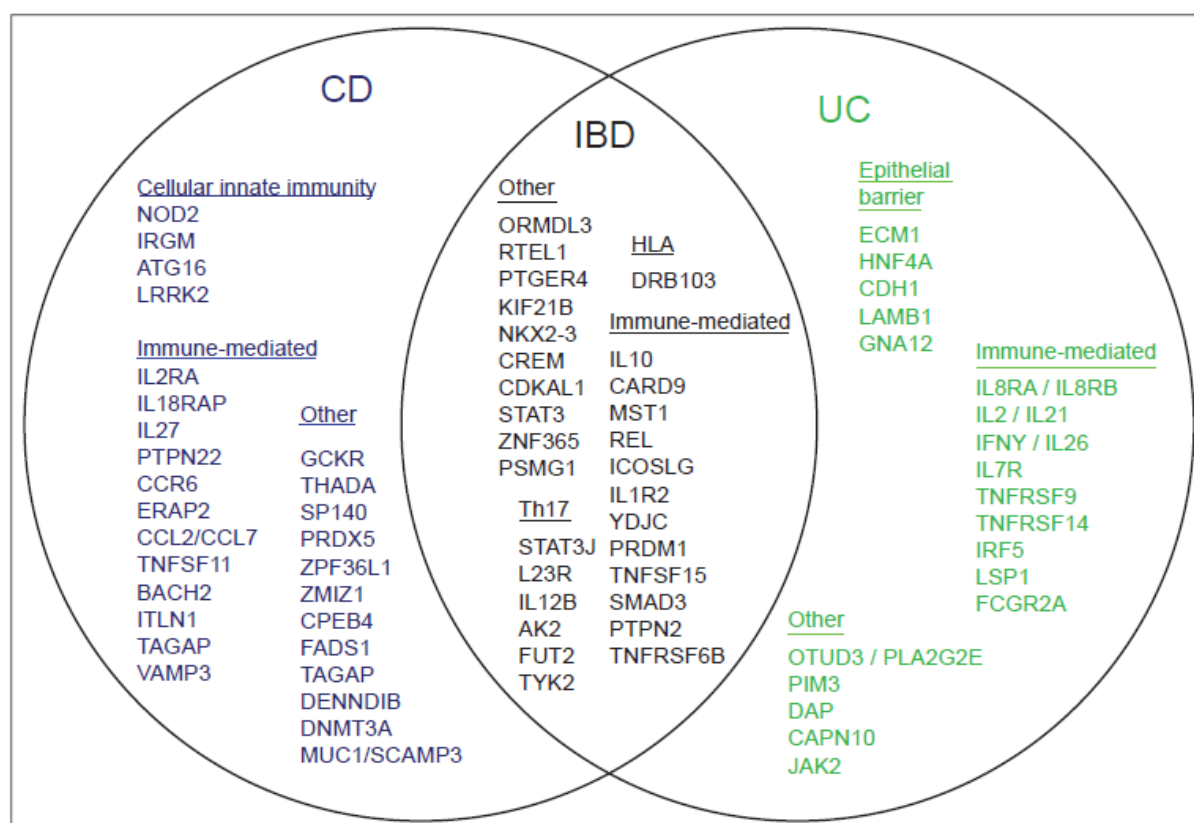 CD
Cellular innate immunity
NOD2
IRGM
ATG16
LRRK2
Immune-mediated
IL2RA
IL18RAP
IL27
PTPN22
CCR6
ERAP2
CCL2/CCL7
TNFSF11
BACH2
ITLN1
TAGAP
VAMP3
Other
GCKR
THADA
SP140
PRDX5
ZPF36L1
ZMIZ1
CPEB4
FADS1
TAGAP
DENNDIB
DNMT3A
MUC1/SCAMP3
IBD
Other
ORMDL3
RTEL1
PTGER4
KIF21B
NKX2-3
CREM
CDKAL1
STAT3
ZNF365
PSMG1
Th17
STAT3J
L23R
IL12B
AK2
FUT2
TYK2
HLA
DRB103
Immune-mediated
IL10
CARD9
MST1
REL
ICOSLG
IL1R2
YDJC
PRDM1
TNFSF15
SMAD3
PTPN2
TNFRSF6B
UC
Epithelial
barrier
ECM1
HNF4A
CDH1
LAMB1
GNA12
Immune-mediated
IL8RA / IL8RB
IL2 / IL21
IFNY / IL26
IL7R
TNFRSF9
TNFRSF14
IRF5
LSP1
FCGR2A
Other
OTUD3 / PLA2G2E
PIM3
DAP
CAPN10
JAK2